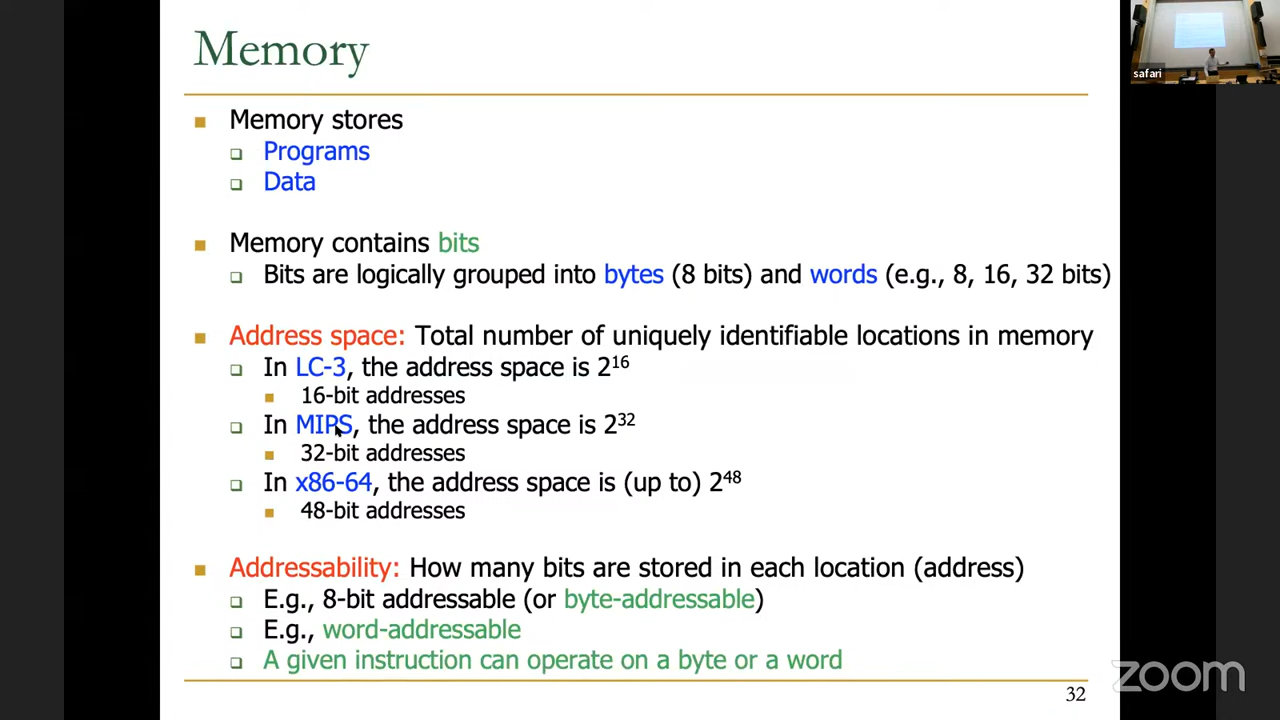 Memory
safari
Memory stores
Programs
Data
Memory contains bits
Bits are logically grouped into bytes (8 bits) and words (e.g., 8, 16, 32 bits)
Address space: Total number of uniquely identifiable locations in memory
In LC-3, the address space is 2¹⁶
16-bit addresses
In MIPS, the address space is 2³²
32-bit addresses
In x86-64, the address space is (up to) 2⁴⁸
48-bit addresses
Addressability: How many bits are stored in each location (address)
E.g., 8-bit addressable (or byte-addressable)
E.g., word-addressable
A given instruction can operate on a byte or a word
32
zoom